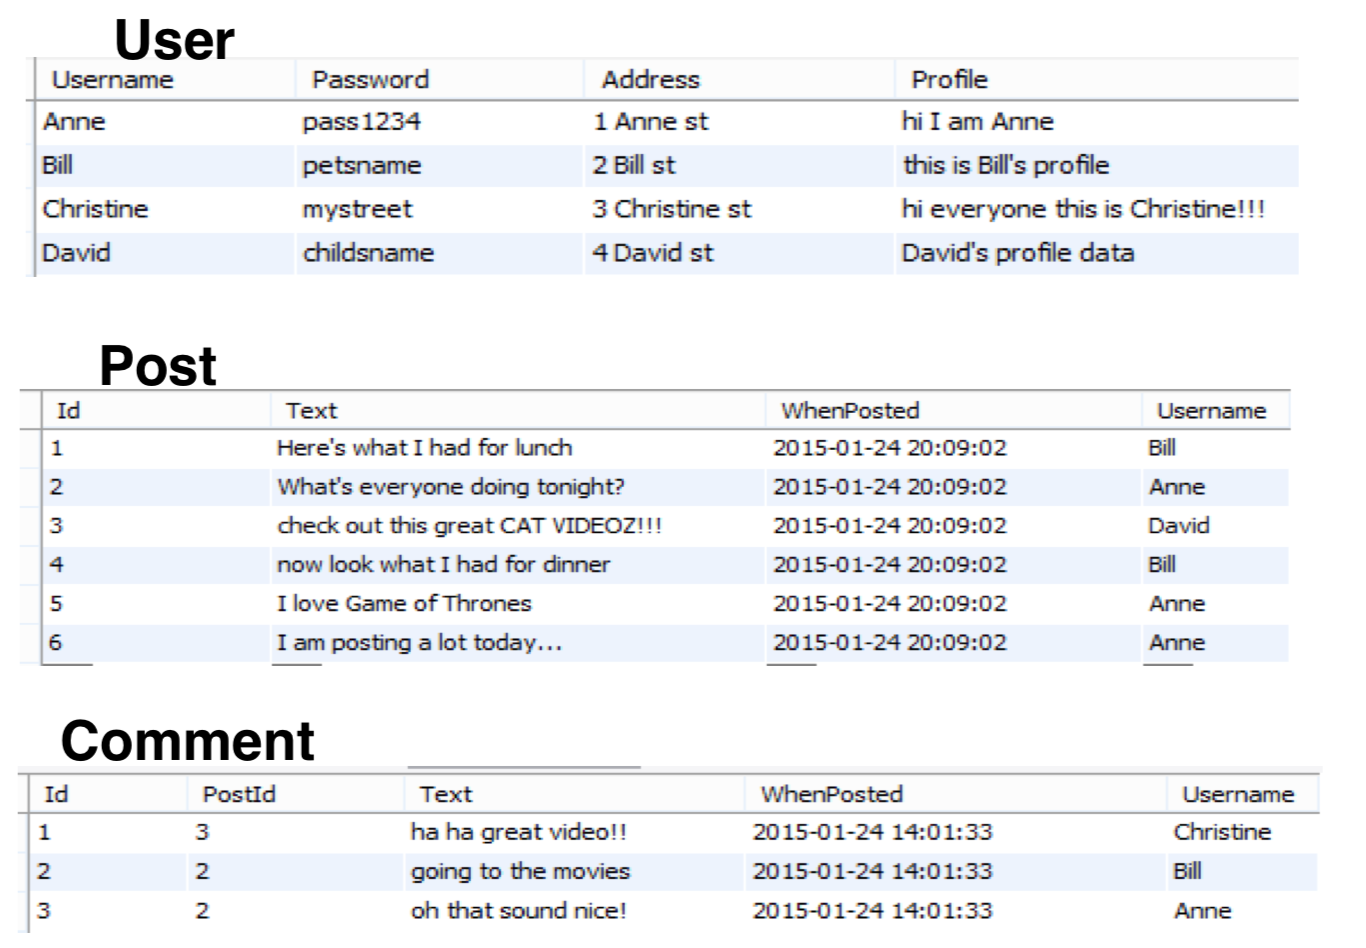 User
Username Password Address Profile
Anne pass1234 1 Anne st hi I am Anne
Bill petsname 2 Bill st this is Bill's profile
Christine mystreet 3 Christine st hi everyone this is Christine!!!
David childsname 4 David st David's profile data
Post
Id Text WhenPosted Username
1 Here's what I had for lunch 2015-01-24 20:09:02 Bill
2 What's everyone doing tonight? 2015-01-24 20:09:02 Anne
3 check out this great CAT VIDEOZ!!! 2015-01-24 20:09:02 David
4 now look what I had for dinner 2015-01-24 20:09:02 Bill
5 I love Game of Thrones 2015-01-24 20:09:02 Anne
6 I am posting a lot today... 2015-01-24 20:09:02 Anne
Comment
Id PostId Text WhenPosted Username
1 3 ha ha great video!! 2015-01-24 14:01:33 Christine
2 2 going to the movies 2015-01-24 14:01:33 Bill
3 2 oh that sound nice! 2015-01-24 14:01:33 Anne